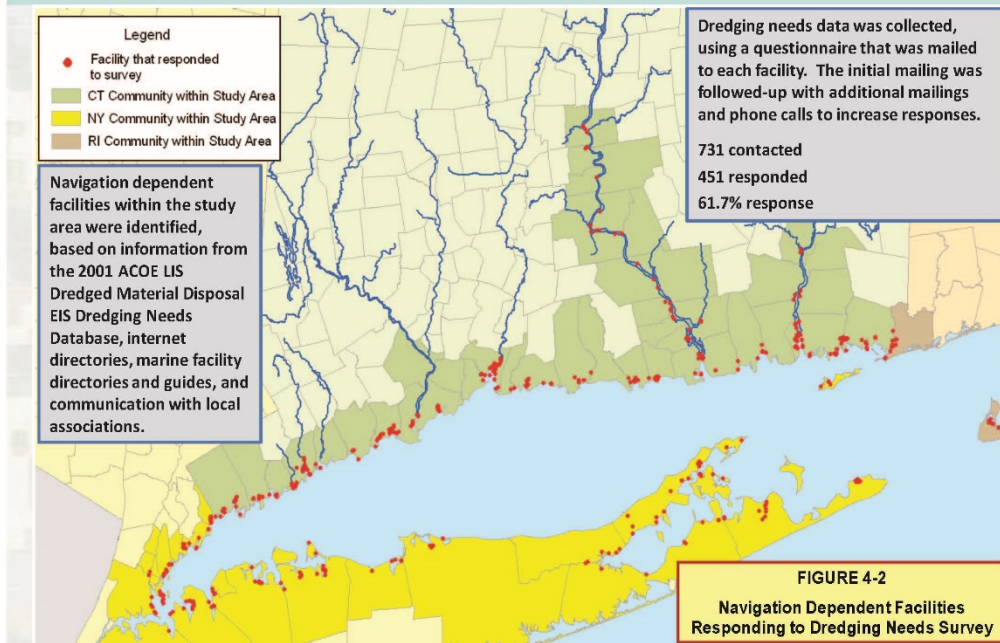 Legend
Facility that responded
to survey
CT Community within Study Area
NY Community within Study Area
RI Community within Study Area
Navigation dependent
facilities within the study
area were identified,
based on information from
the 2001 ACOE LIS
Dredged Material Disposal
EIS Dredging Needs
Database, internet
directories, marine facility
directories and guides, and
communication with local
associations.
Dredging needs data was collected,
using a questionnaire that was mailed
to each facility. The initial mailing was
followed-up with additional mailings
and phone calls to increase responses.
731 contacted
451 responded
61.7% response
FIGURE 4-2
Navigation Dependent Facilities
Responding to Dredging Needs Survey